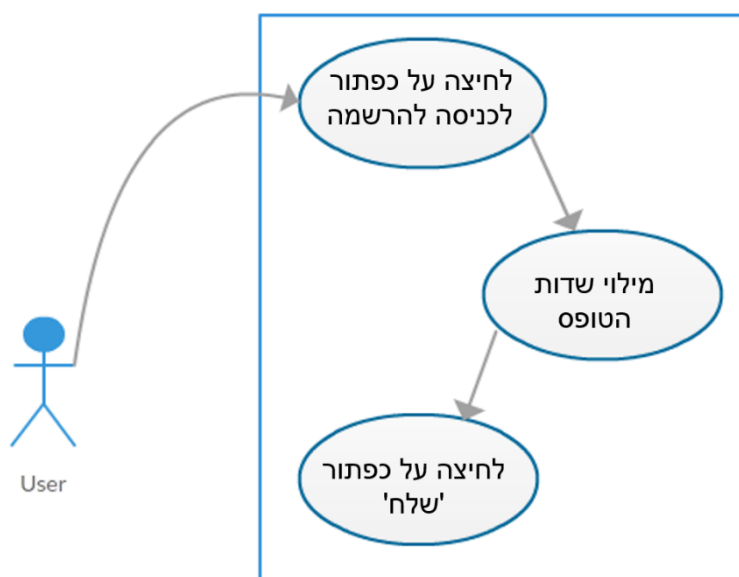 לחיצה על כפתור
לכניסה להרשמה
מילוי שדות
הטופס
לחיצה על כפתור
'שלח'
User